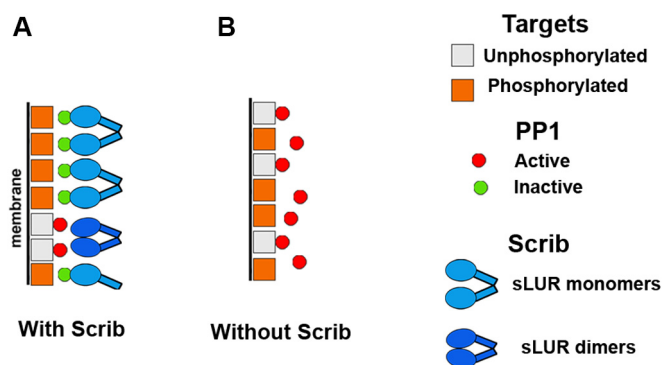 A
B
membrane
With Scrib
Without Scrib
Targets
Unphosphorylated
Phosphorylated
PP1
Active
Inactive
Scrib
sLUR monomers
sLUR dimers